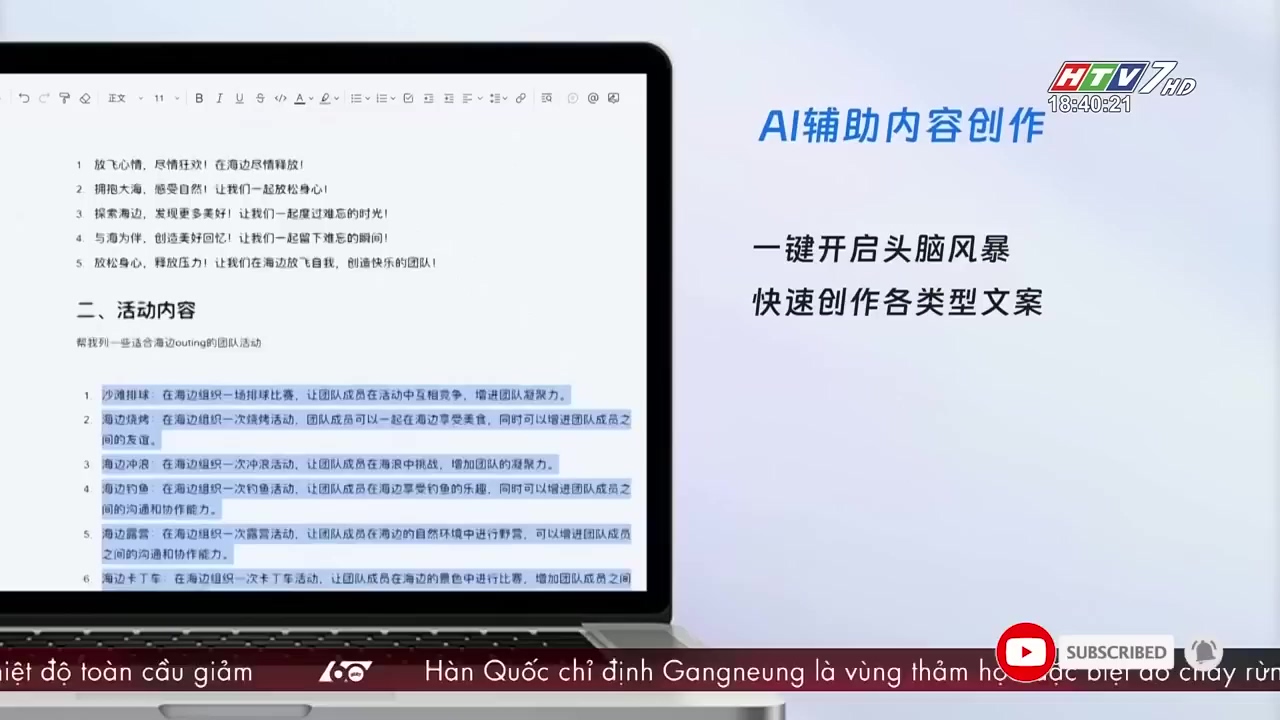 HTV7 HD
18:40:21
AI辅助内容创作
一键开启头脑风暴
快速创作各类型文案
正文 11 B I U S A
1 放飞心情，尽情狂欢！在海边尽情释放！
2. 拥抱大海，感受自然！让我们一起放松身心！
3. 探索海边，发现更多美好！让我们一起度过难忘的时光！
4. 与海为伴，创造美好回忆！让我们一起留下难忘的瞬间！
5. 放松身心，释放压力！让我们在海边放飞自我，创造快乐的团队！
二、活动内容
帮我列一些适合海边outing的团队活动
1. 沙滩排球：在海边组织一场排球比赛，让团队成员在活动中互相竞争，增进团队凝聚力。
2. 海边烧烤：在海边组织一次烧烤活动，团队成员可以一起在海边享受美食，同时可以增进团队成员之
间的友谊。
3 海边冲浪：在海边组织一次冲浪活动，让团队成员在海浪中挑战，增加团队的凝聚力。
4. 海边钓鱼：在海边组织一次钓鱼活动，让团队成员在海边享受钓鱼的乐趣，同时可以增进团队成员之
间的沟通和协作能力。
5. 海边露营：在海边组织一次露营活动，让团队成员在海边的自然环境中进行野营，可以增进团队成员
之间的沟通和协作能力。
6 海边卡丁车：在海边组织一次卡丁车活动，让团队成员在海边的景色中进行比赛，增加团队成员之间
SUBSCRIBED
iệt độ toàn cầu giảm 60 giây Hàn Quốc chỉ định Gangneung là vùng thảm họ biệt do cháy rừn